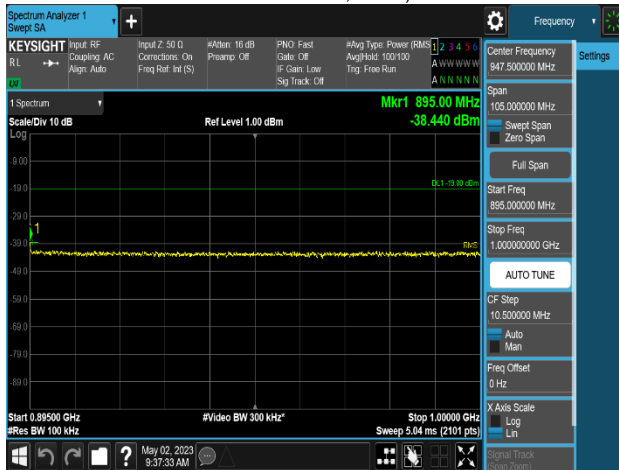 Spectrum Analyzer 1
Swept SA
Frequency
KEYSIGHT
RL
Input: RF
Coupling: AC
Align: Auto
Input Z: 50 Ω
Corrections: On
Freq Ref: Int (S)
#Atten: 16 dB
Preamp: Off
PNO: Fast
Gate: Off
IF Gain: Low
Sig Track: Off
#Avg Type: Power (RMS
Avg|Hold: 100/100
Trig: Free Run
1 2 3 4 5 6
A W W W W W
A N N N N N
Center Frequency
947.500000 MHz
Settings
Span
105.000000 MHz
Swept Span
Zero Span
Full Span
Start Freq
895.000000 MHz
Stop Freq
1.000000000 GHz
AUTO TUNE
CF Step
10.500000 MHz
Auto
Man
Freq Offset
0 Hz
X Axis Scale
Log
Lin
Signal Track
(Span Zoom)
1 Spectrum
Scale/Div 10 dB
Log
Ref Level 1.00 dBm
Mkr1 895.00 MHz
-38.440 dBm
-9.00
-19.0
DL1 -19.00 dBm
-29.0
1
-39.0
RMS
-49.0
-59.0
-69.0
-79.0
-89.0
Start 0.89500 GHz
#Video BW 300 kHz*
Stop 1.00000 GHz
#Res BW 100 kHz
Sweep 5.04 ms (2101 pts)
?
May 02, 2023
9:37:33 AM